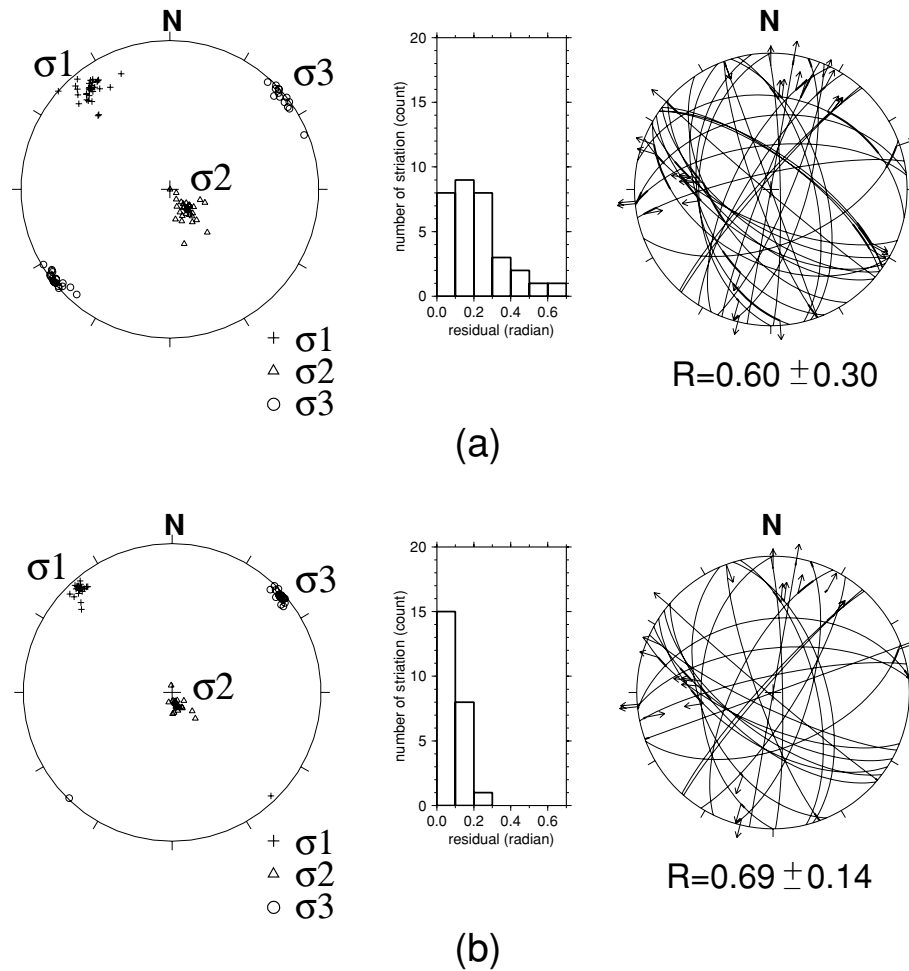 N
σ1
σ3
σ2
+ σ1
△ σ2
○ σ3
number of striation (count)
20
15
10
5
0
0.0 0.2 0.4 0.6
residual (radian)
N
R=0.60 ±0.30
(a)
N
σ1
σ3
σ2
+ σ1
△ σ2
○ σ3
number of striation (count)
20
15
10
5
0
0.0 0.2 0.4 0.6
residual (radian)
N
R=0.69 ±0.14
(b)